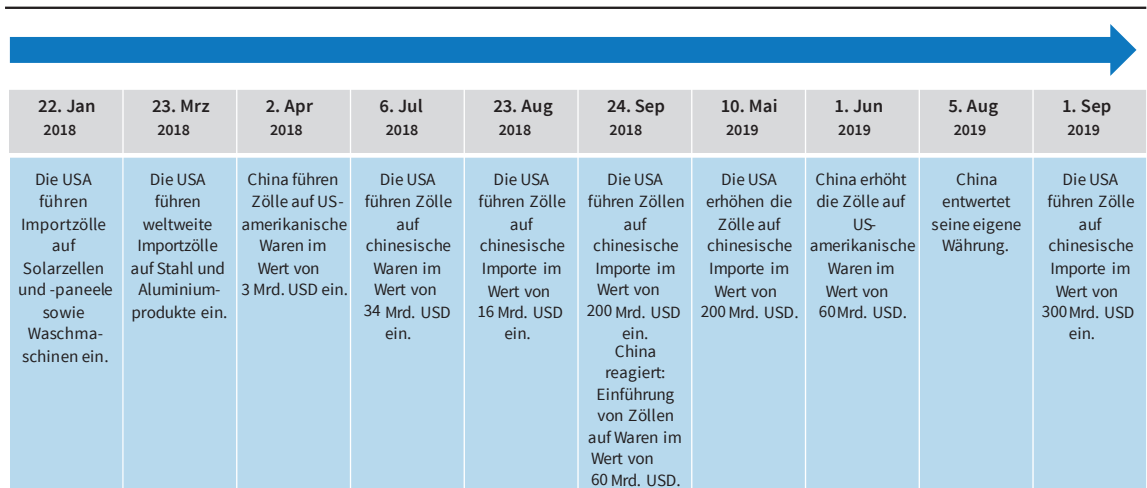 22. Jan
2018
23. Mrz
2018
2. Apr
2018
6. Jul
2018
23. Aug
2018
24. Sep
2018
10. Mai
2019
1. Jun
2019
5. Aug
2019
1. Sep
2019
Die USA
führen
Importzölle
auf
Solarzellen
und -paneele
sowie
Waschma-
schinen ein.
Die USA
führen
weltweite
Importzölle
auf Stahl und
Aluminium-
produkte ein.
China führen
Zölle auf US-
amerikanische
Waren im
Wert von
3 Mrd. USD ein.
Die USA
führen Zölle
auf
chinesische
Waren im
Wert von
34 Mrd. USD
ein.
Die USA
führen Zölle
auf
chinesische
Importe im
Wert von
16 Mrd. USD
ein.
Die USA
führen Zöllen
auf
chinesische
Importe im
Wert von
200 Mrd. USD
ein.
China
reagiert:
Einführung
von Zöllen
auf Waren im
Wert von
60 Mrd. USD.
Die USA
erhöhen die
Zölle auf
chinesische
Importe im
Wert von
200 Mrd. USD.
China erhöht
die Zölle auf
US-
amerikanische
Waren im
Wert von
60 Mrd. USD.
China
entwertet
seine eigene
Währung.
Die USA
führen Zölle
auf
chinesische
Importe im
Wert von
300 Mrd. USD
ein.